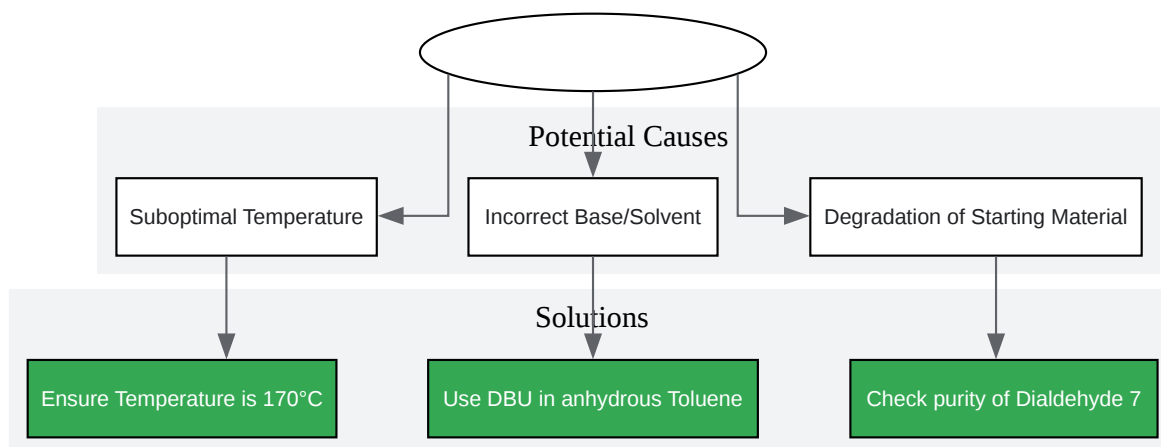 Potential Causes
Suboptimal Temperature
Incorrect Base/Solvent
Degradation of Starting Material
Solutions
Ensure Temperature is 170°C
Use DBU in anhydrous Toluene
Check purity of Dialdehyde 7